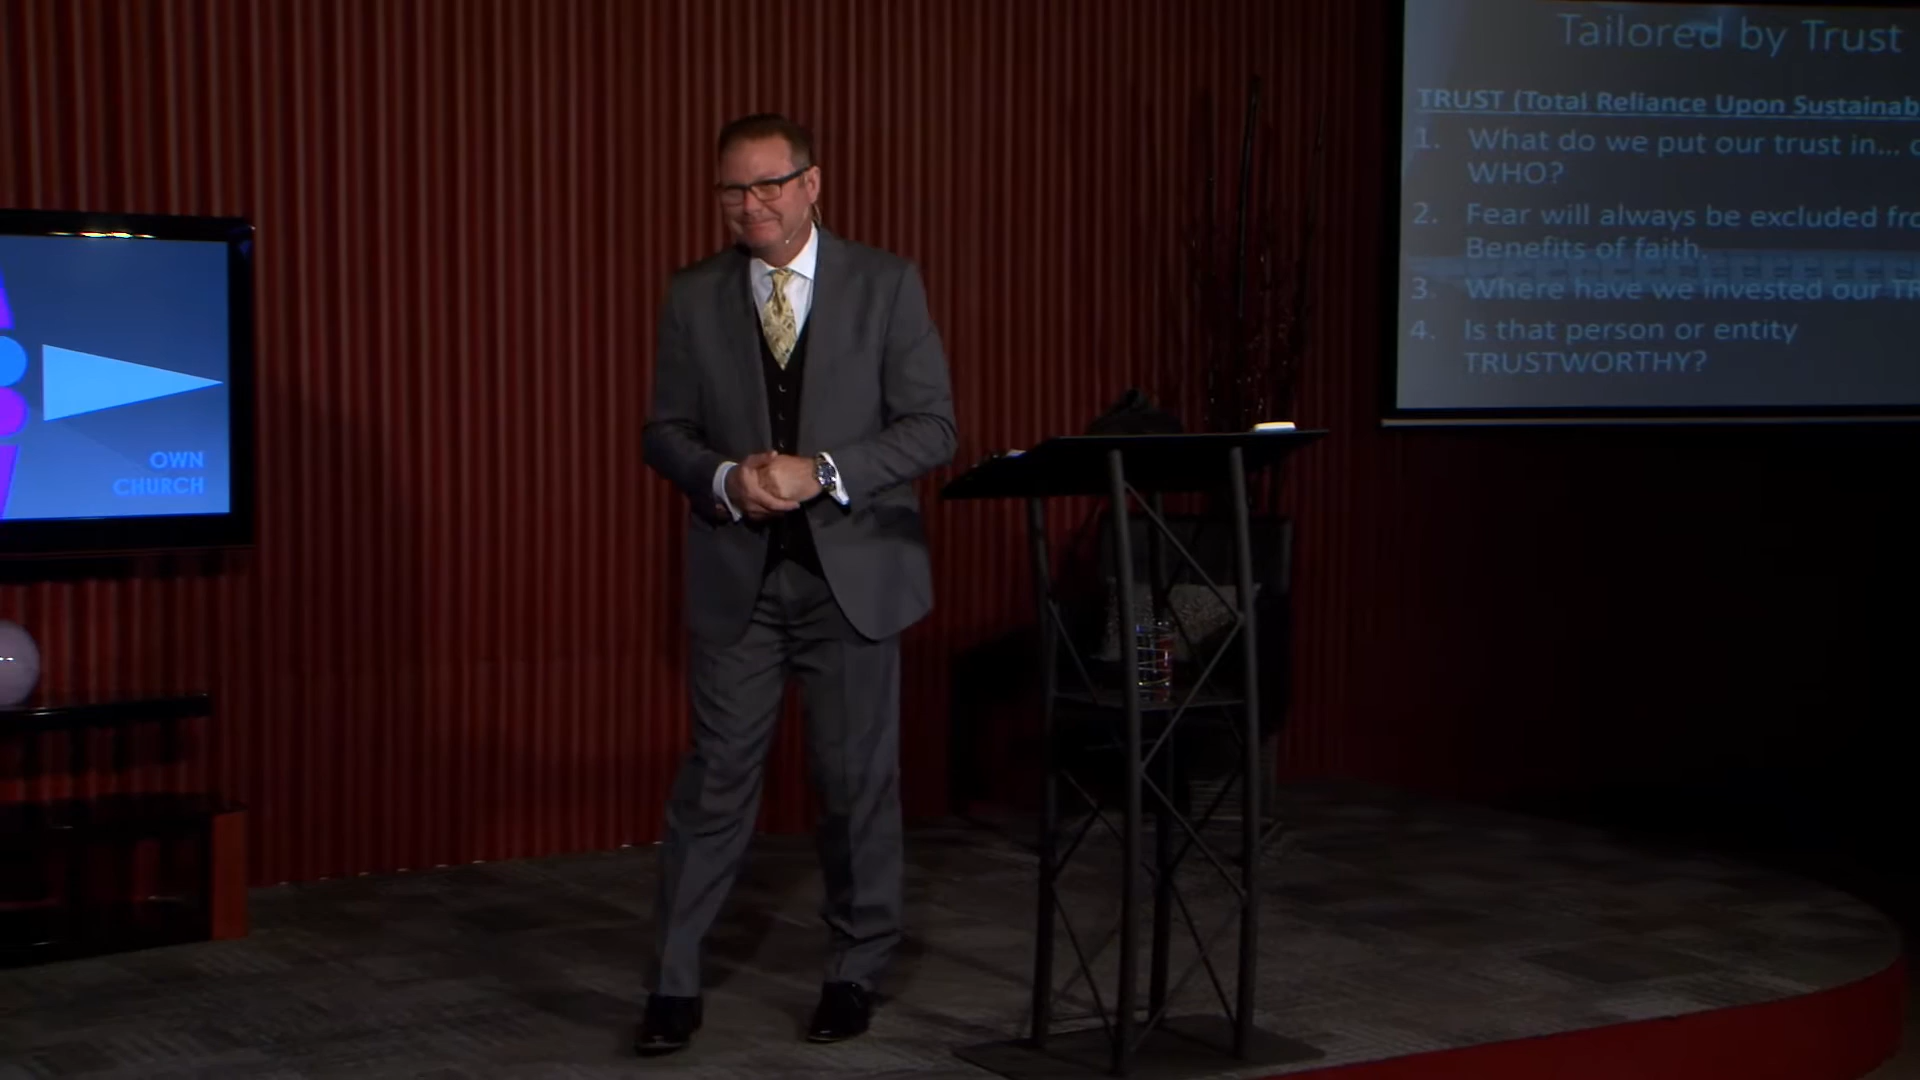 OWN
CHURCH
Tailored by Trust
TRUST (Total Reliance Upon Sustainab
1. What do we put our trust in...
WHO?
2. Fear will always be excluded fro
Benefits of faith.
3. Where have we invested our TR
4. Is that person or entity
TRUSTWORTHY?